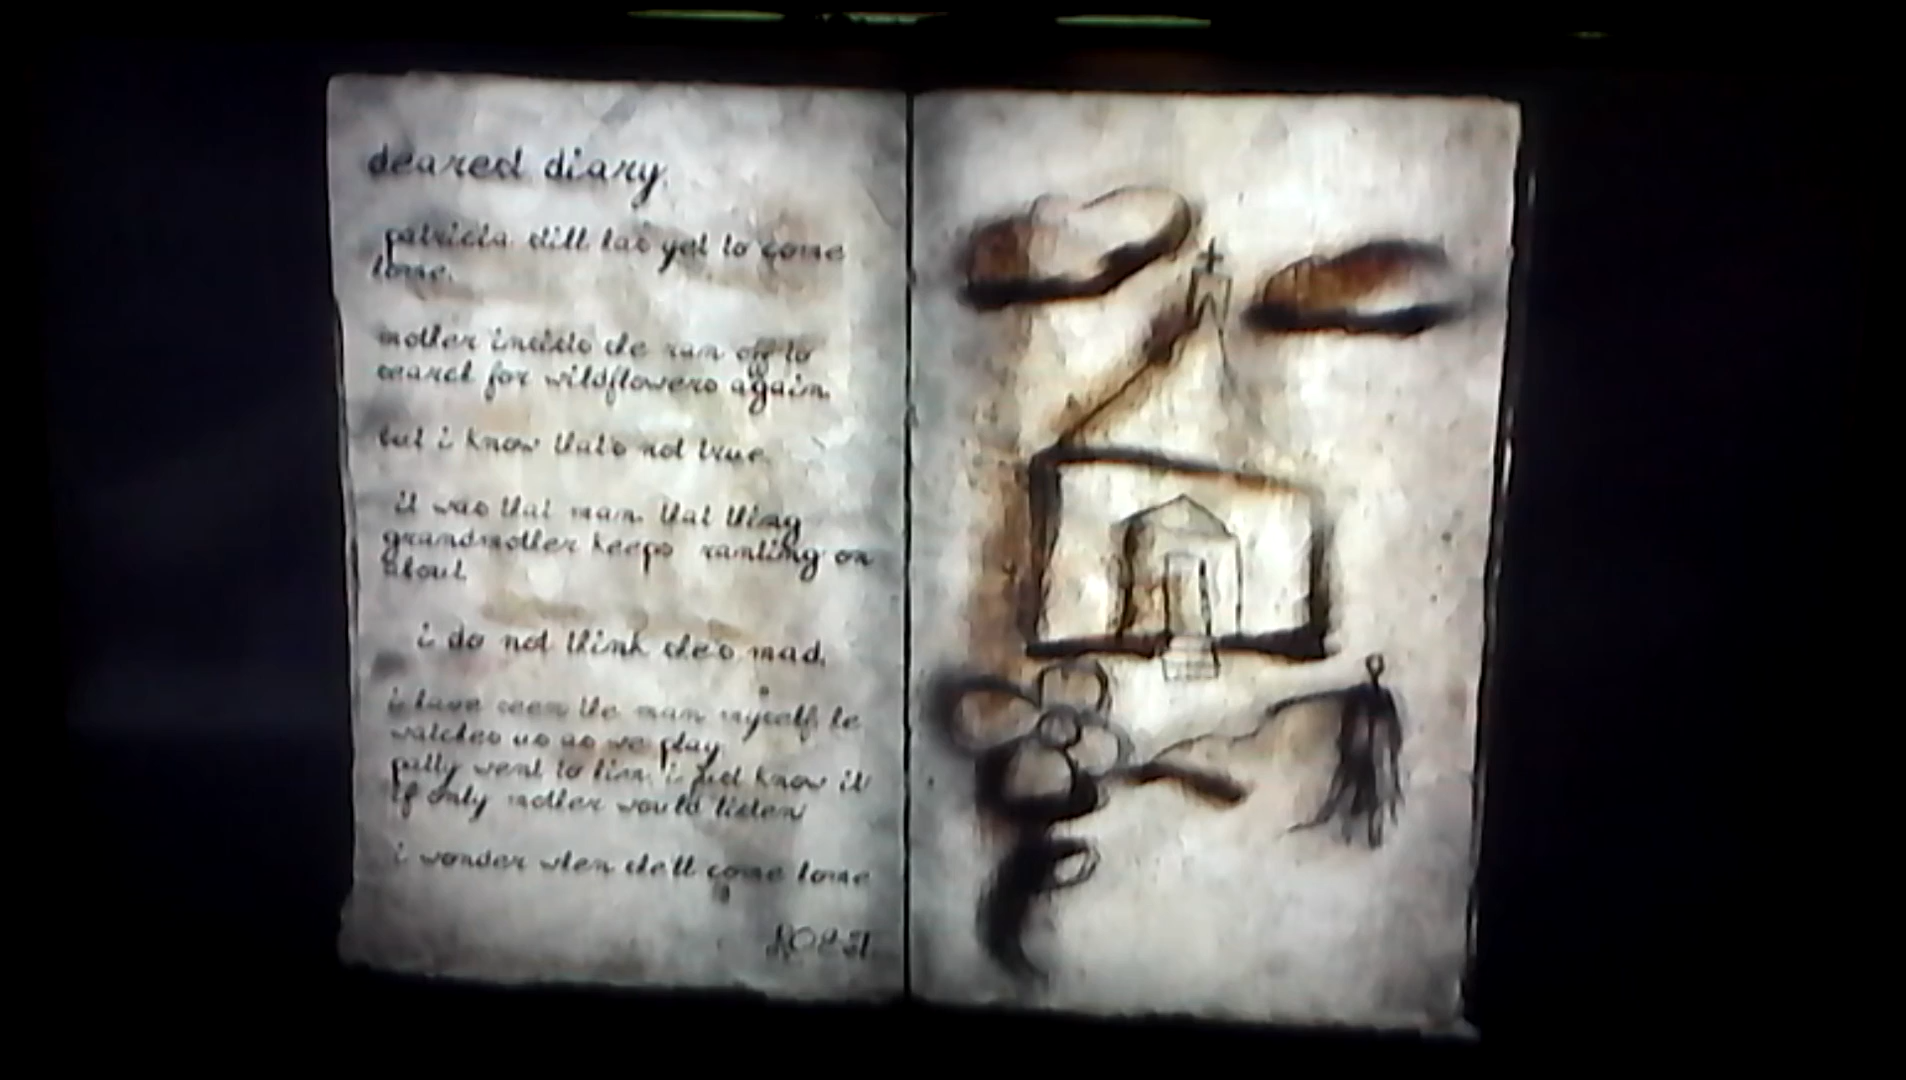 dearest diary,
patricia still has yet to come
home.
mother insists she ran off to
search for wildflowers again.
but i know that's not true.
it was that man. that thing
grandmother keeps rambling on
about.
i do not think she's mad.
i have seen the man myself. he
watches us as we play.
patty went to him. i just know it
if only mother would listen
i wonder when she'll come home